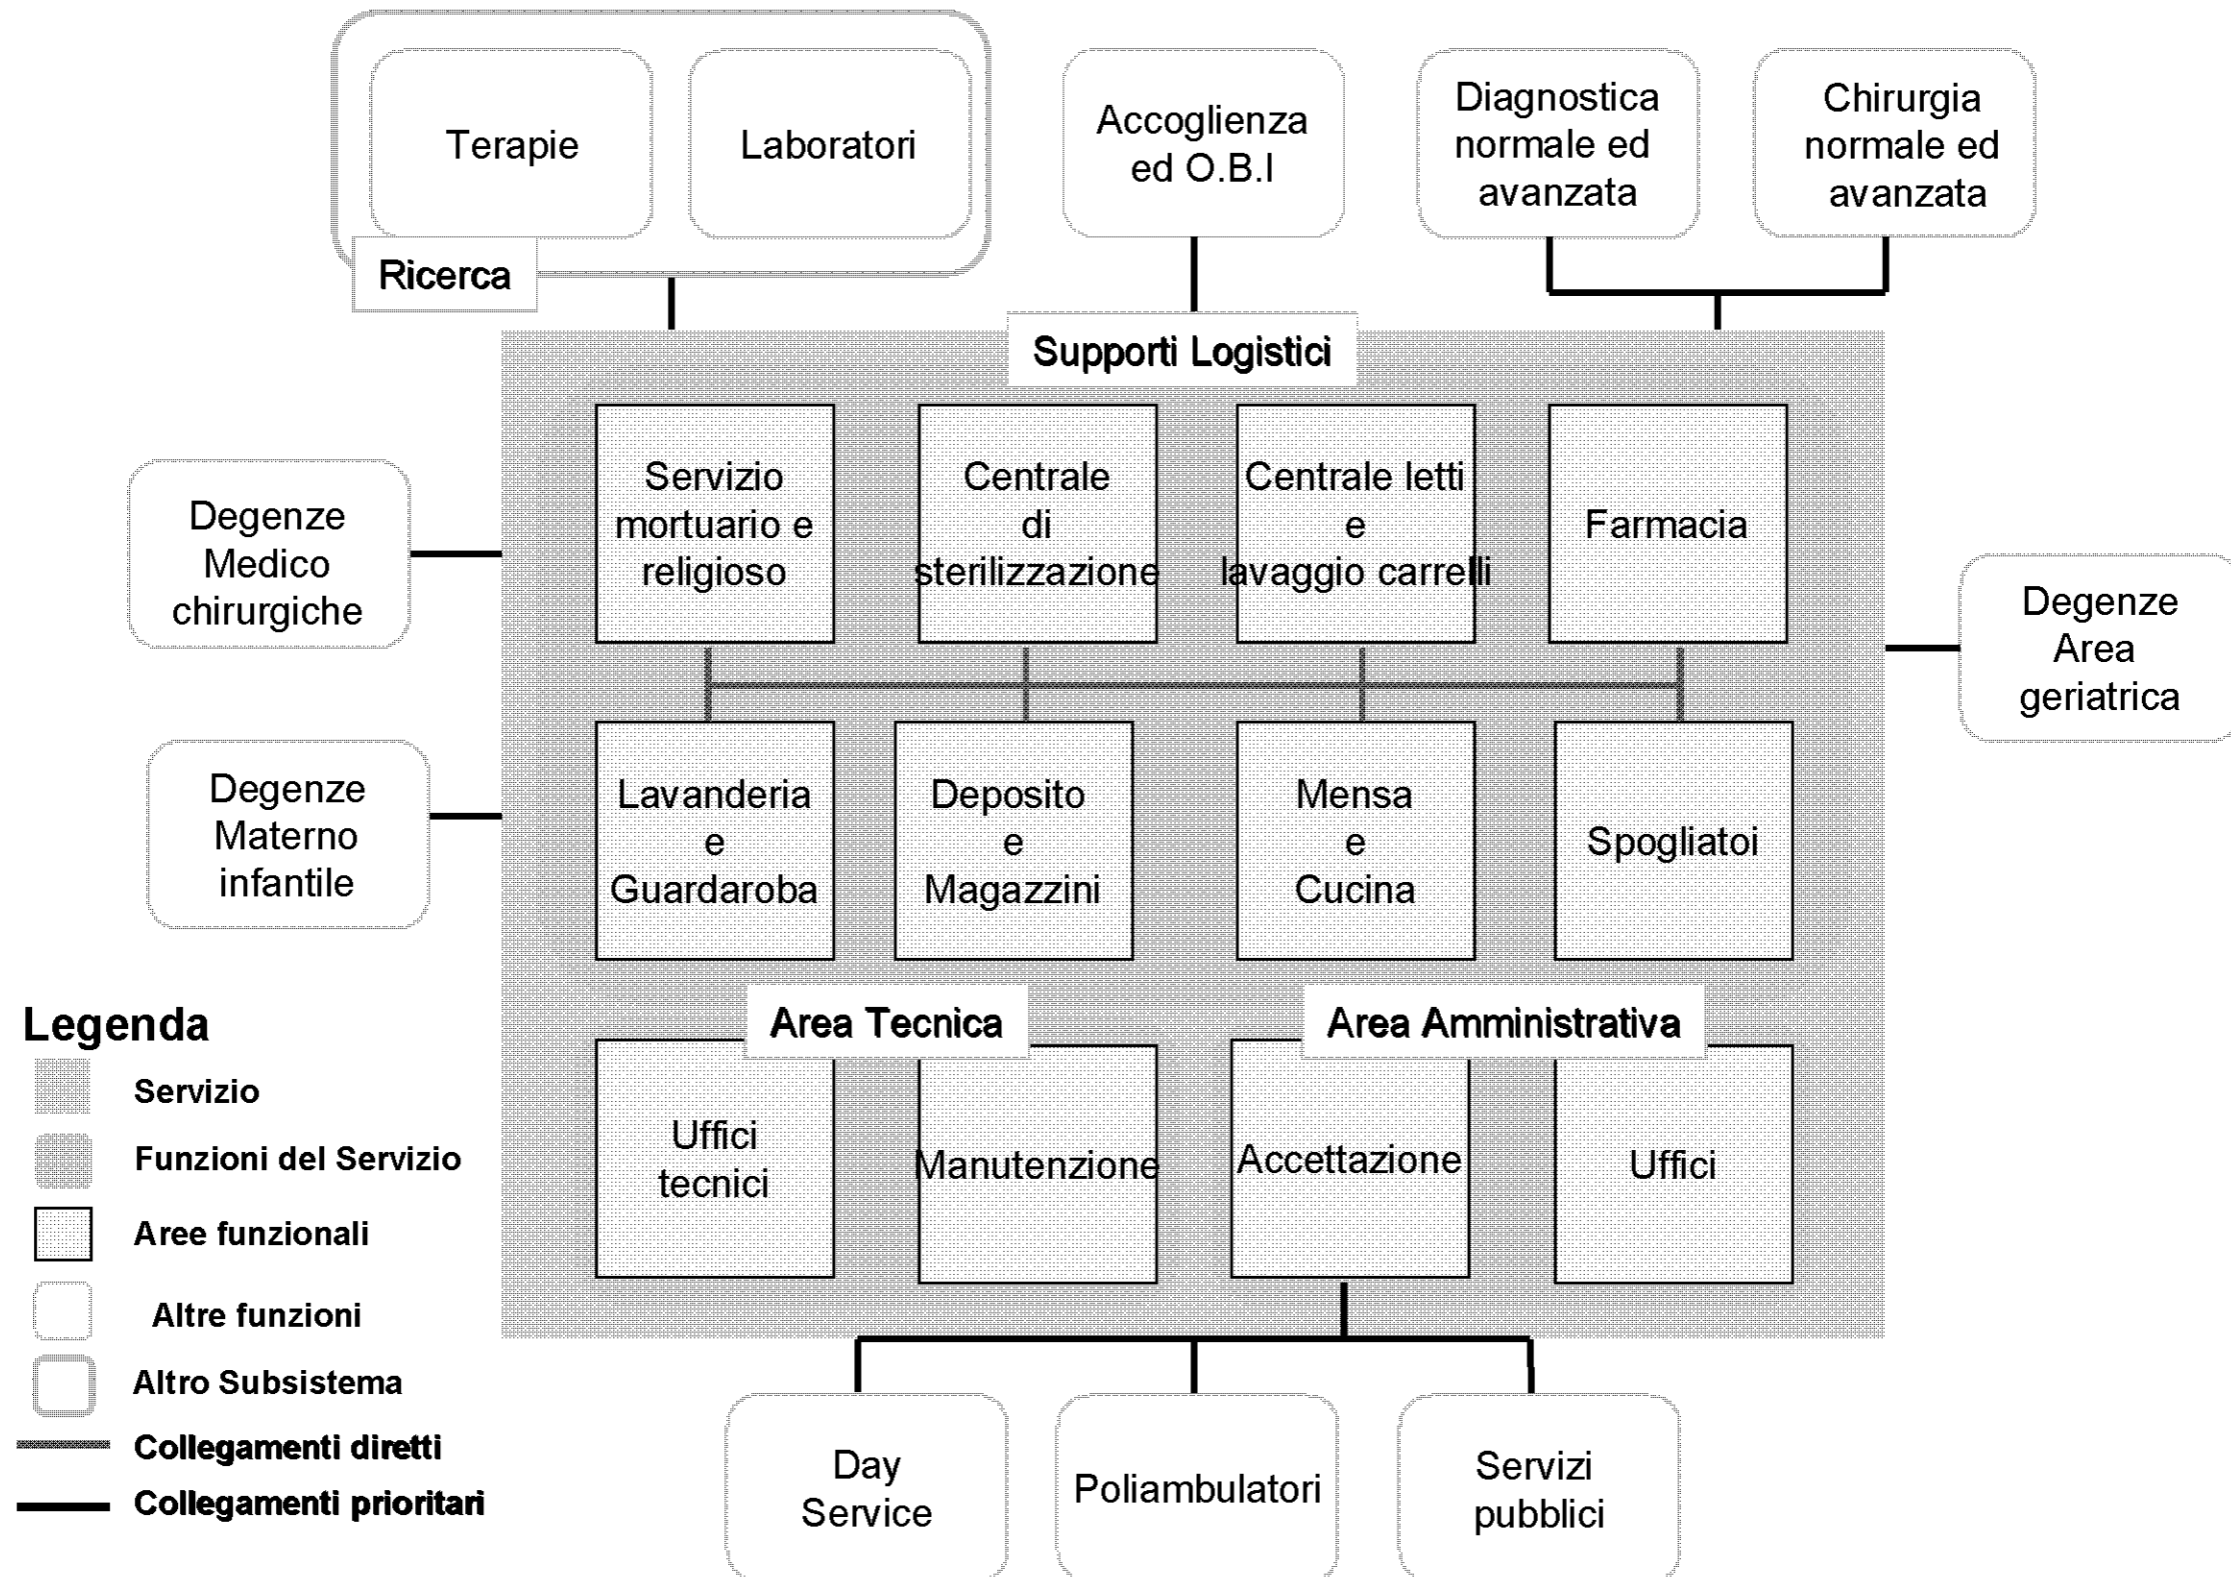 Terapie
Laboratori
Ricerca
Accoglienza
ed O.B.I
Diagnostica
normale ed
avanzata
Chirurgia
normale ed
avanzata
Supporti Logistici
Servizio
mortuario e
religioso
Centrale
di
sterilizzazione
Centrale letti
e
lavaggio carrelli
Farmacia
Degenze
Medico
chirurgiche
Degenze
Area
geriatrica
Degenze
Materno
infantile
Lavanderia
e
Guardaroba
Deposito
e
Magazzini
Mensa
e
Cucina
Spogliatoi
Area Tecnica
Area Amministrativa
Uffici
tecnici
Manutenzione
Accettazione
Uffici
Legenda
Servizio
Funzioni del Servizio
Aree funzionali
Altre funzioni
Altro Subsistema
Collegamenti diretti
Collegamenti prioritari
Day
Service
Poliambulatori
Servizi
pubblici